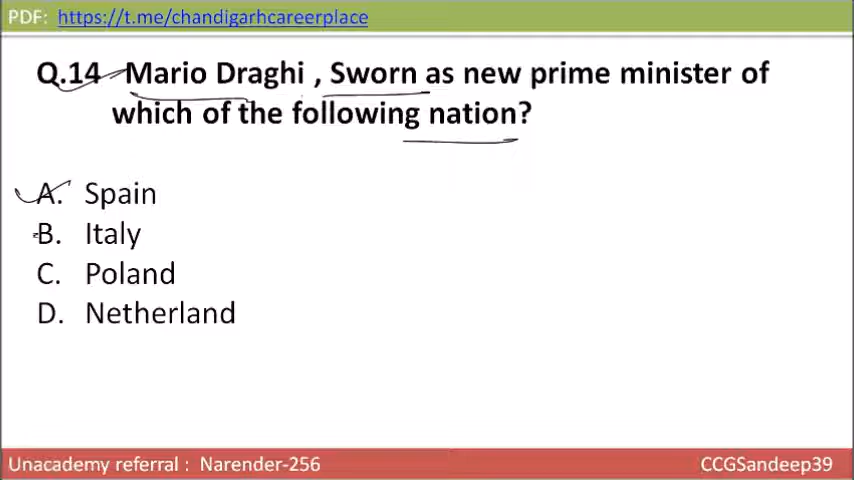 PDF: https://t.me/chandigarhcareerplace
Q.14 Mario Draghi , Sworn as new prime minister of
which of the following nation?
A. Spain
B. Italy
C. Poland
D. Netherland
Unacademy referral : Narender-256 CCGSandeep39